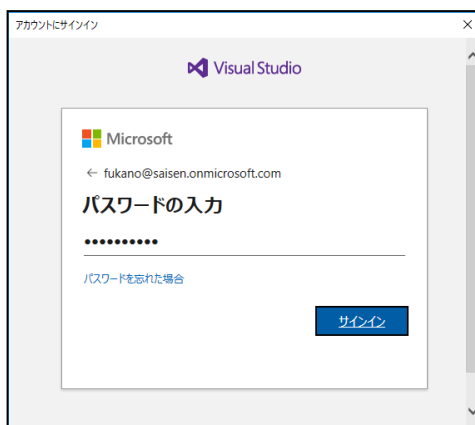 アカウントにサインイン
Visual Studio
Microsoft
← fukano@saisen.onmicrosoft.com
パスワードの入力
••••••••••
パスワードを忘れた場合
サインイン